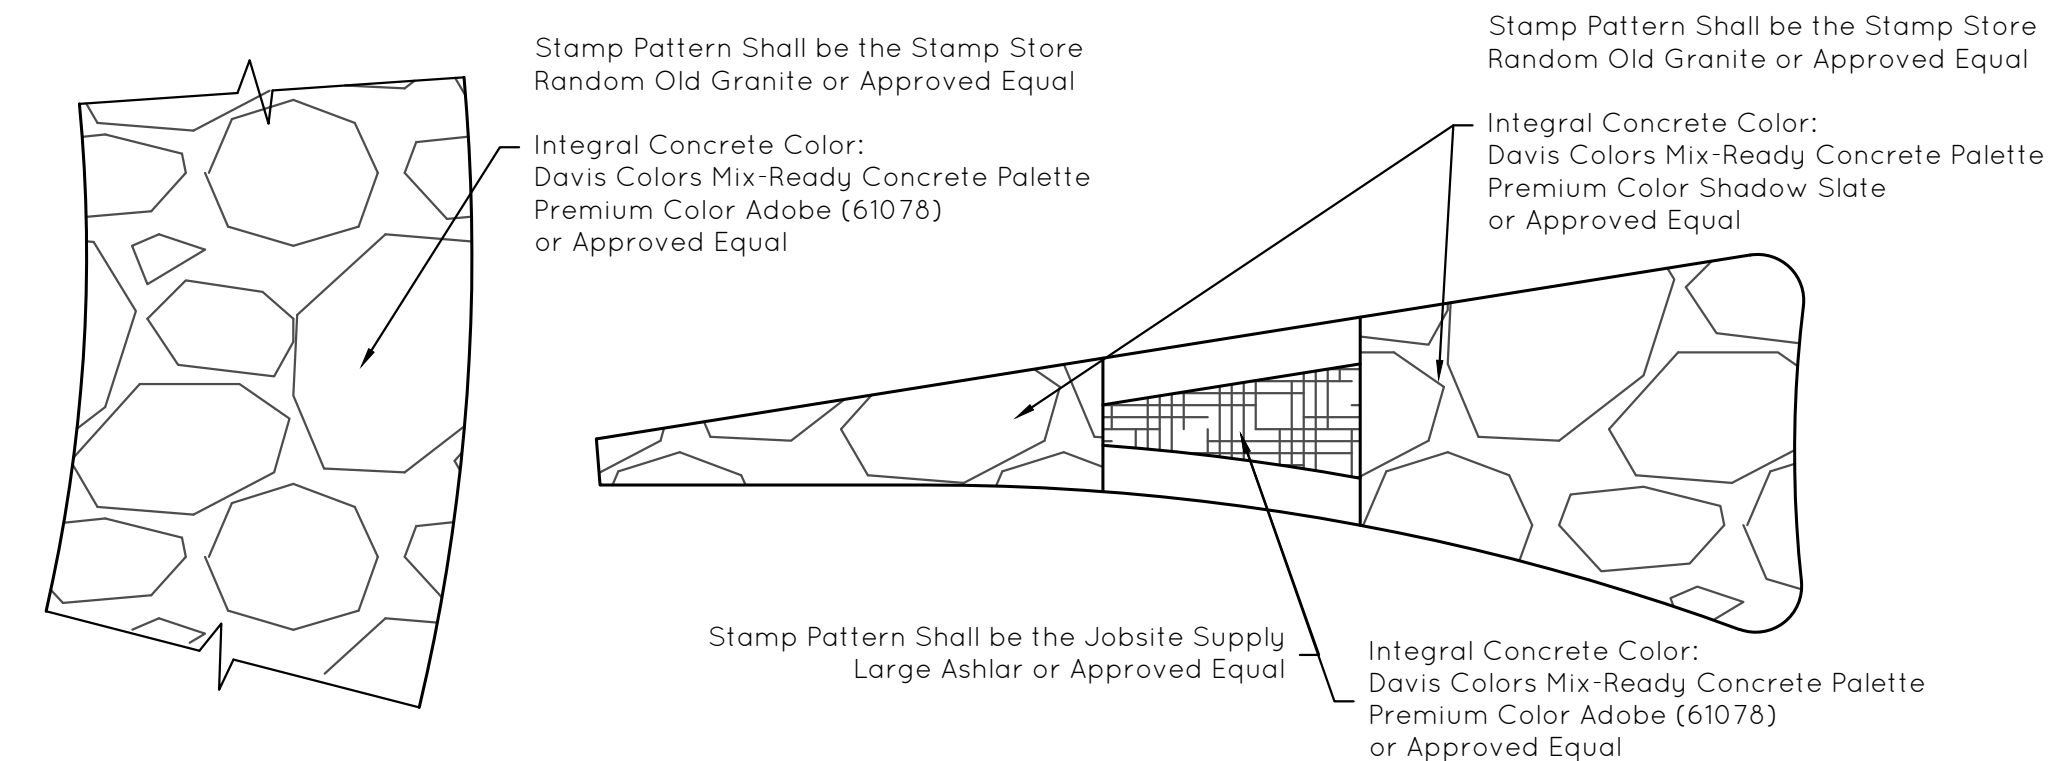 Stamp Pattern Shall be the Stamp Store
Random Old Granite or Approved Equal
Integral Concrete Color:
Davis Colors Mix-Ready Concrete Palette
Premium Color Adobe (61078)
or Approved Equal
Stamp Pattern Shall be the Stamp Store
Random Old Granite or Approved Equal
Integral Concrete Color:
Davis Colors Mix-Ready Concrete Palette
Premium Color Shadow Slate
or Approved Equal
Stamp Pattern Shall be the Jobsite Supply
Large Ashlar or Approved Equal
Integral Concrete Color:
Davis Colors Mix-Ready Concrete Palette
Premium Color Adobe (61078)
or Approved Equal